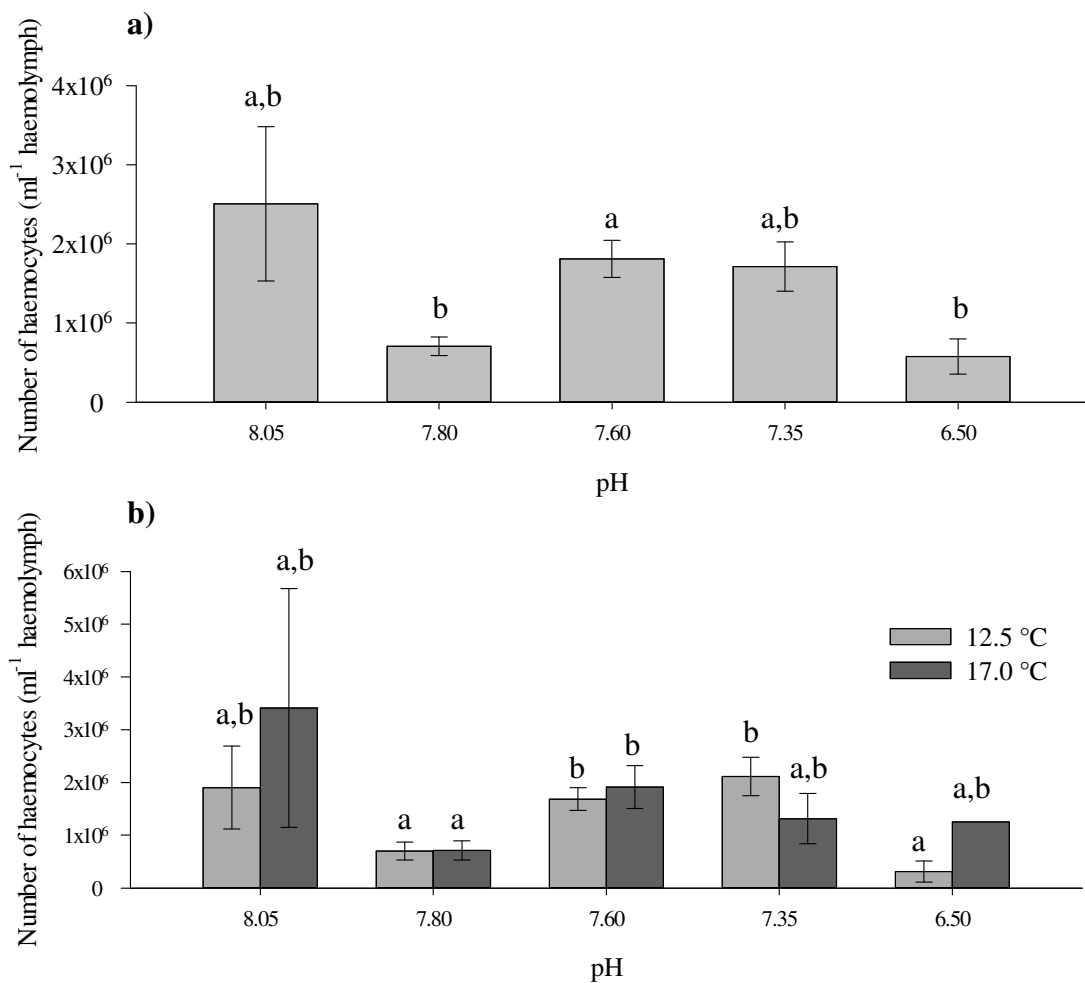 a)
Number of haemocytes (ml⁻¹ haemolymph)
4x10⁶
3x10⁶
2x10⁶
1x10⁶
0
a,b
b
a
a,b
b
8.05 7.80 7.60 7.35 6.50
pH
b)
Number of haemocytes (ml⁻¹ haemolymph)
6x10⁶
5x10⁶
4x10⁶
3x10⁶
2x10⁶
1x10⁶
0
a,b
a,b
a
a
b
b
b
a,b
a
a,b
12.5 °C
17.0 °C
8.05 7.80 7.60 7.35 6.50
pH